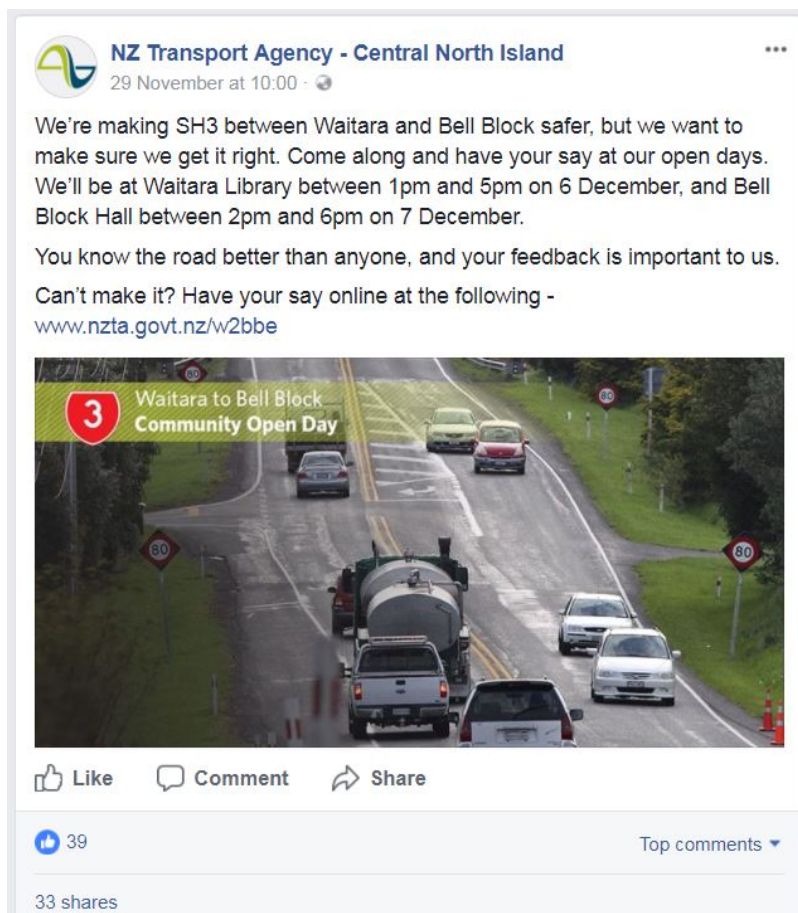 NZ Transport Agency - Central North Island
29 November at 10:00 ·
We're making SH3 between Waitara and Bell Block safer, but we want to
make sure we get it right. Come along and have your say at our open days.
We'll be at Waitara Library between 1pm and 5pm on 6 December, and Bell
Block Hall between 2pm and 6pm on 7 December.
You know the road better than anyone, and your feedback is important to us.
Can't make it? Have your say online at the following -
www.nzta.govt.nz/w2bbe
80
80
3
Waitara to Bell Block
Community Open Day
80
80
Like Comment Share
39
Top comments
33 shares